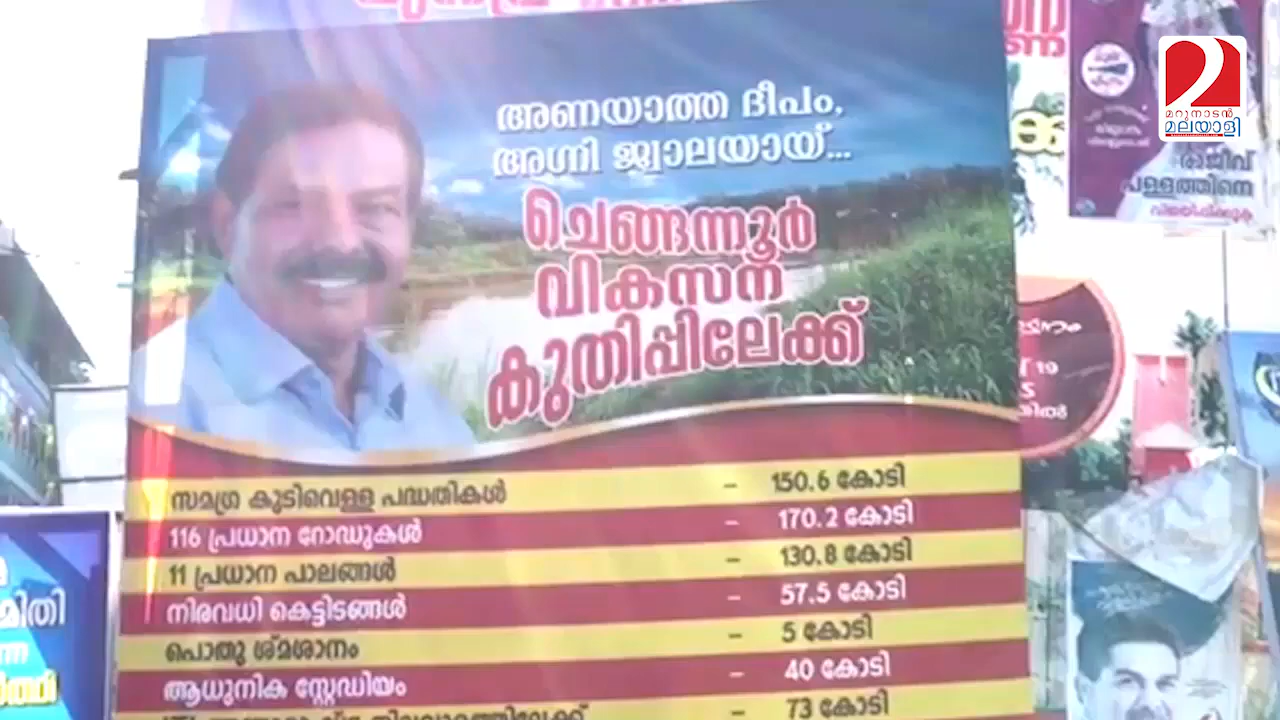 അണയാത്ത ദീപം,
അഗ്നി ജ്വാലയായ്...
ചെങ്ങന്നൂർ
വികസന
കുതിപ്പിലേക്ക്
സമഗ്ര കുടിവെള്ള പദ്ധതികൾ - 150.6 കോടി
116 പ്രധാന റോഡുകൾ - 170.2 കോടി
11 പ്രധാന പാലങ്ങൾ - 130.8 കോടി
നിരവധി കെട്ടിടങ്ങൾ - 57.5 കോടി
പൊതു ശ്മശാനം - 5 കോടി
ആധുനിക സ്റ്റേഡിയം - 40 കോടി
- 73 കോടി
മറുനാടൻ
മലയാളി
രാജീവ്
പള്ളത്തിനെ
വിജയിപ്പിക്കുക